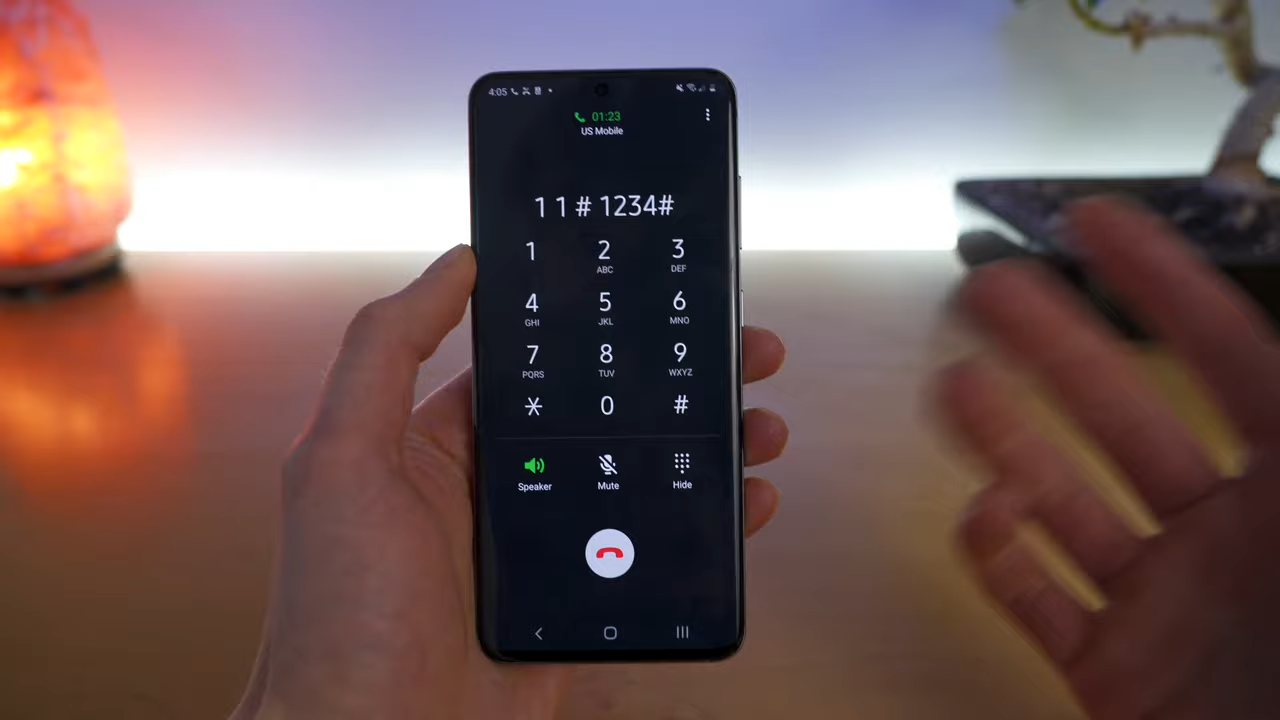 4:05
01:23
US Mobile
1 1 # 1234#
1 2 3
ABC DEF
4 5 6
GHI JKL MNO
7 8 9
PQRS TUV WXYZ
* 0 #
Speaker Mute Hide